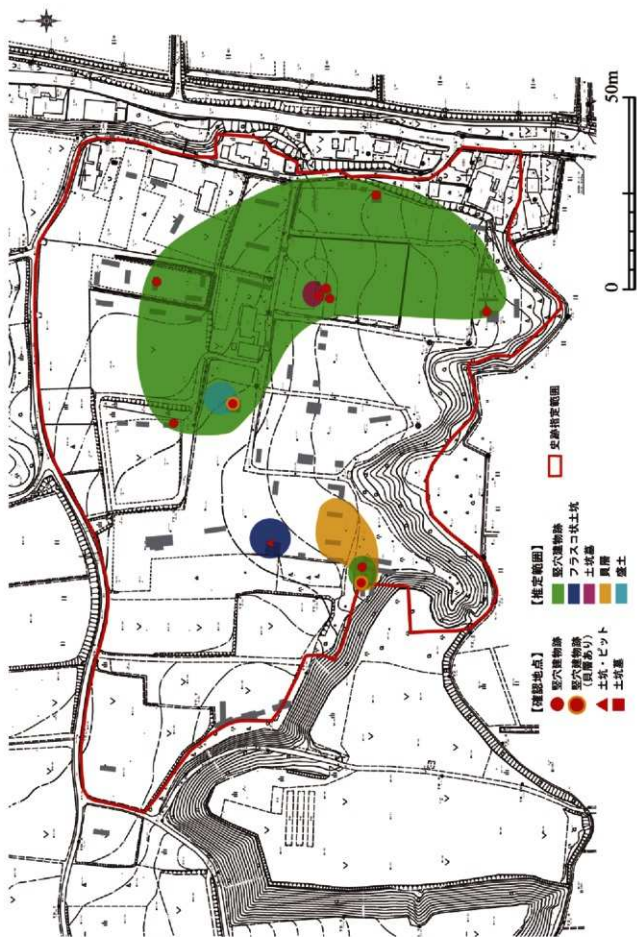 50m
0
【確認地点】
竪穴建物跡
竪穴建物跡
（貝層あり）
土坑・ピット
土坑墓
【推定範囲】
竪穴建物跡
フラスコ状土坑
土坑墓
貝層
盛土
史跡指定範囲